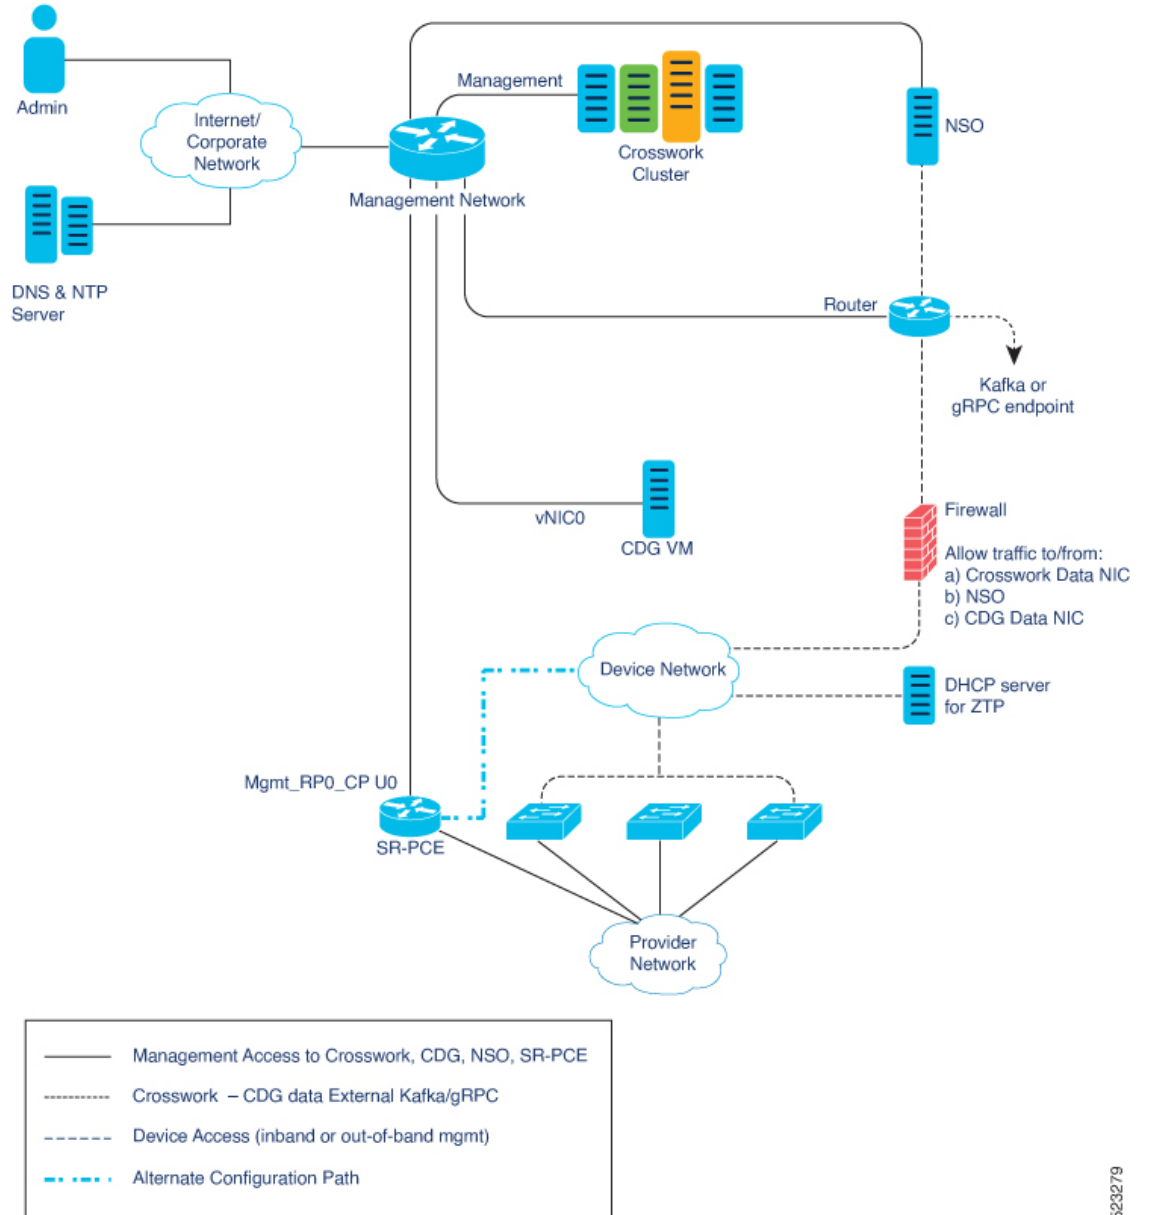 Admin
Internet/
Corporate
Network
DNS & NTP
Server
Management
Crosswork
Cluster
Management Network
NSO
Router
Kafka or
gRPC endpoint
vNIC0
CDG VM
Firewall
Allow traffic to/from:
a) Crosswork Data NIC
b) NSO
c) CDG Data NIC
Device Network
DHCP server
for ZTP
Mgmt_RP0_CP U0
SR-PCE
Provider
Network
Management Access to Crosswork, CDG, NSO, SR-PCE
Crosswork – CDG data External Kafka/gRPC
Device Access (inband or out-of-band mgmt)
Alternate Configuration Path
523279